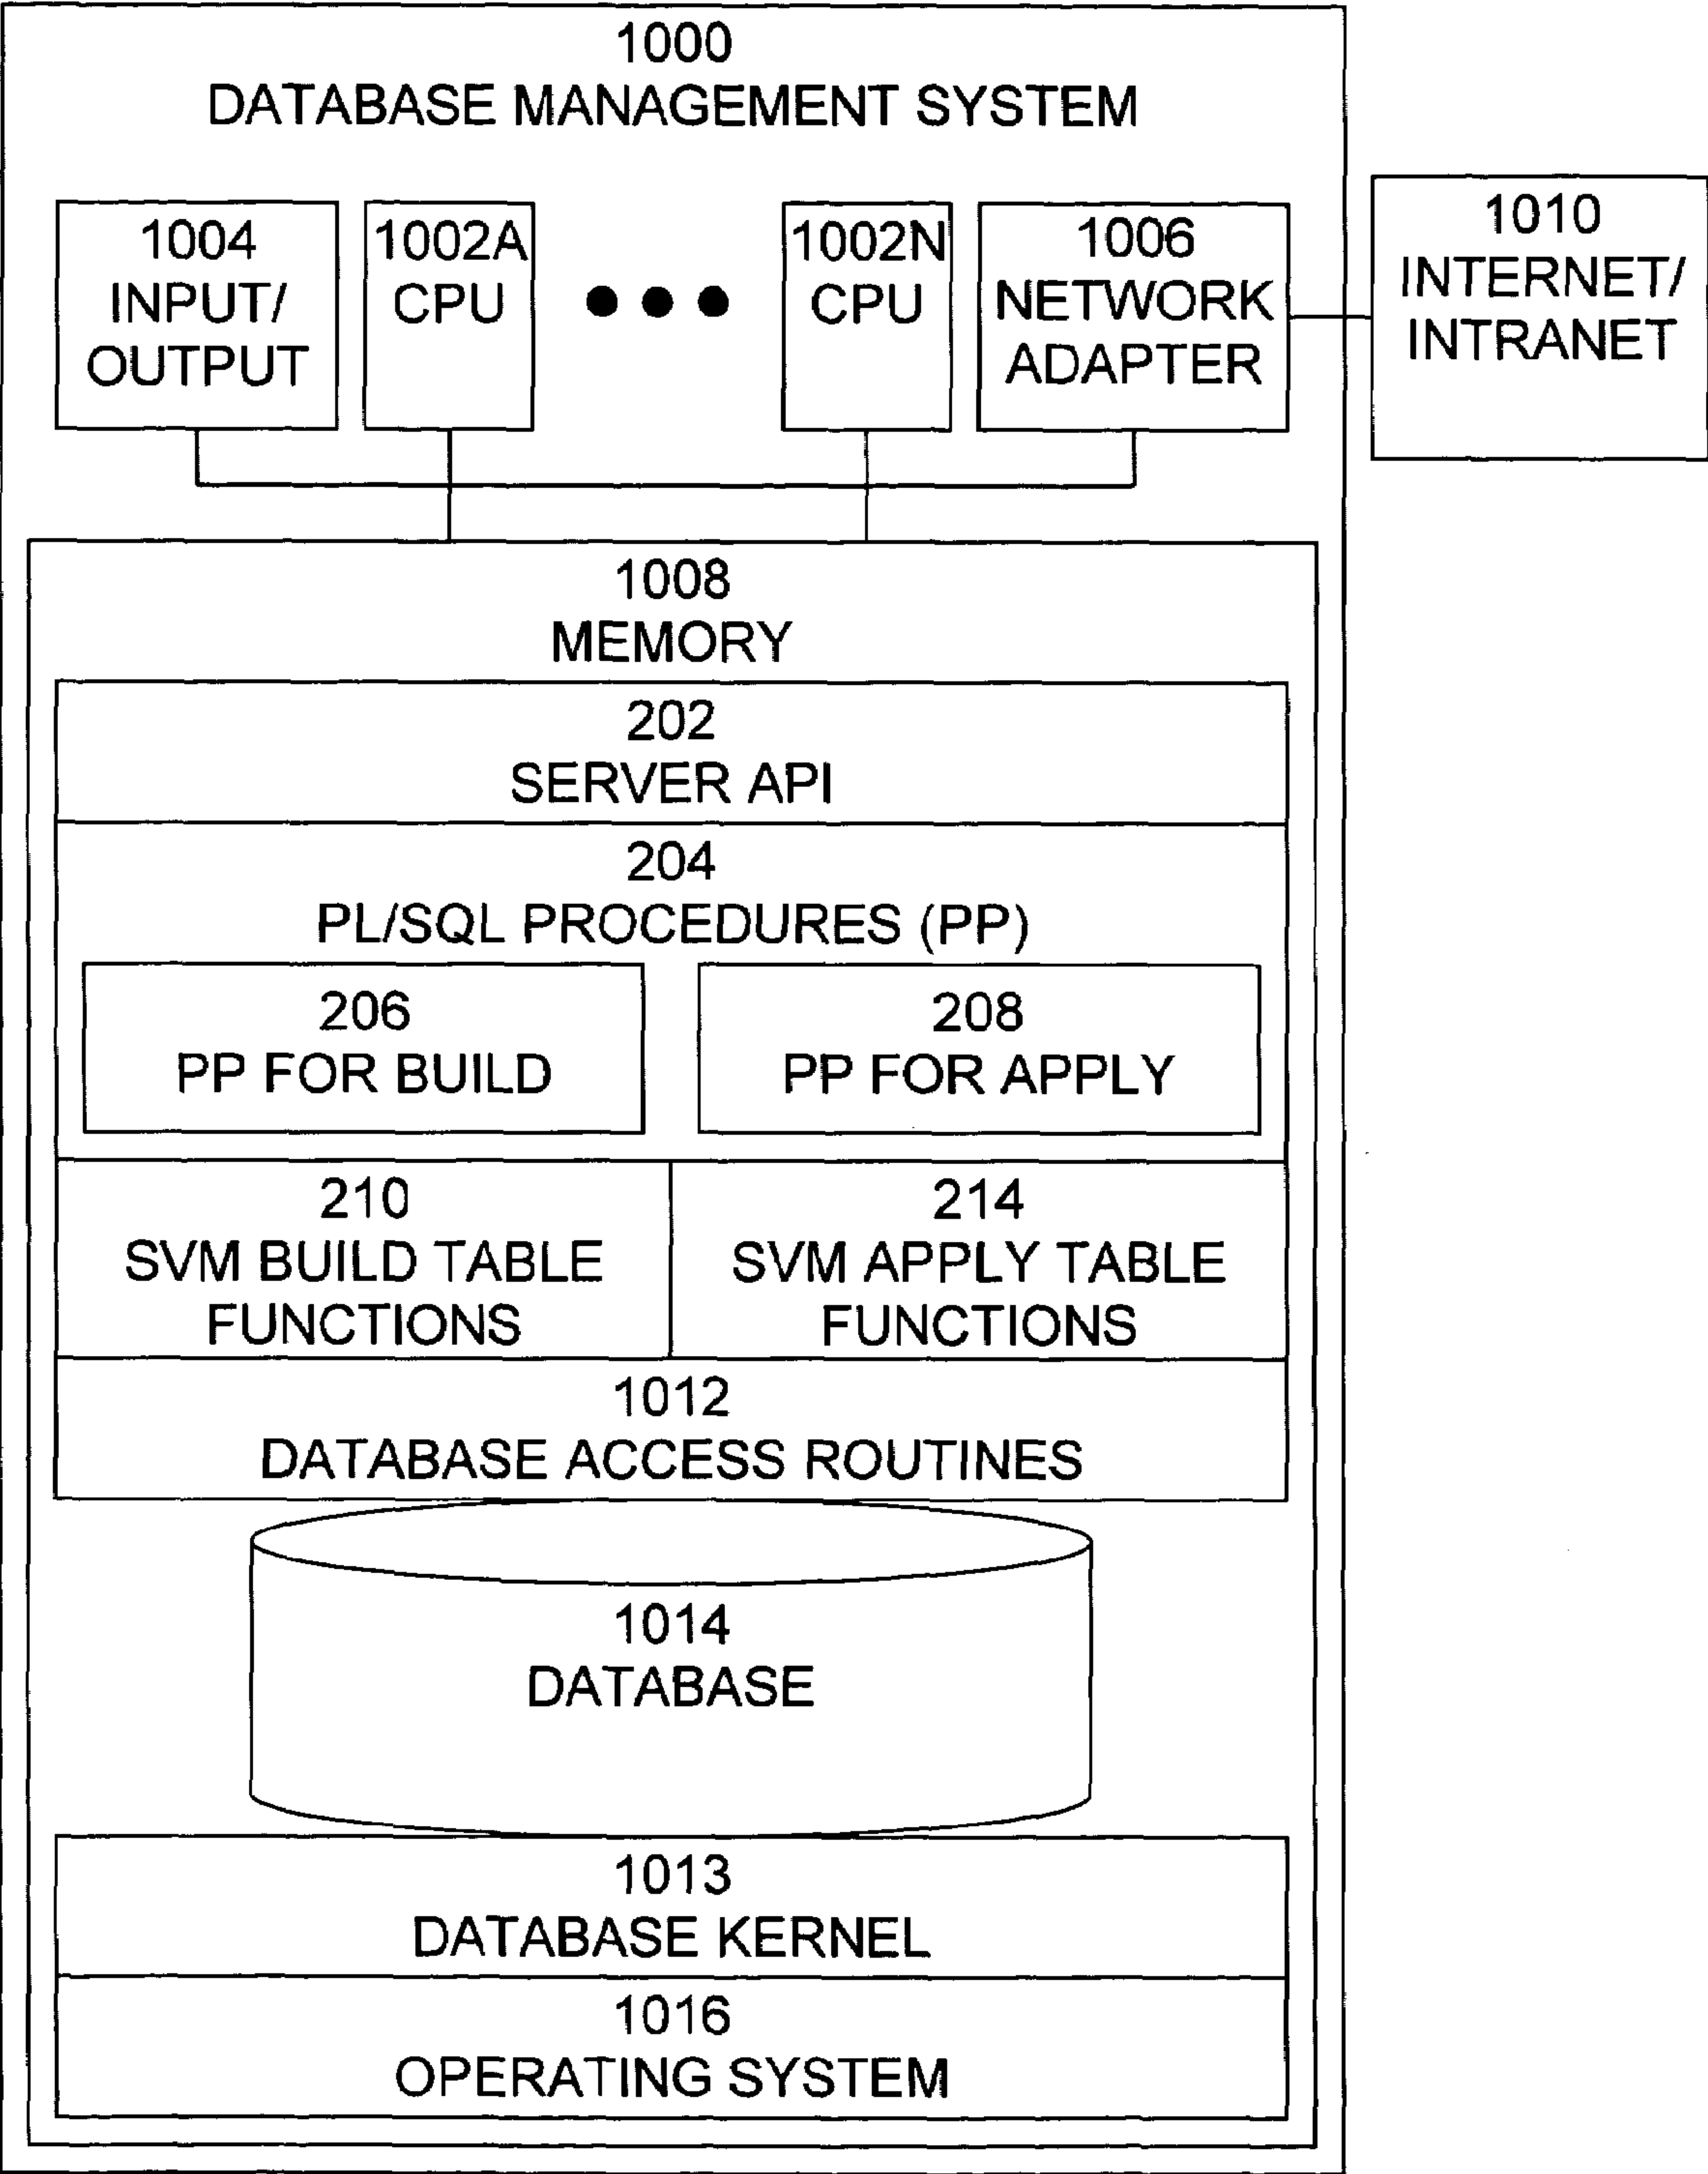 1000
DATABASE MANAGEMENT SYSTEM
1004
INPUT/
OUTPUT
1002A
CPU
1002N
CPU
1006
NETWORK
ADAPTER
1010
INTERNET/
INTRANET
1008
MEMORY
202
SERVER API
204
PL/SQL PROCEDURES (PP)
206
PP FOR BUILD
208
PP FOR APPLY
210
SVM BUILD TABLE
FUNCTIONS
214
SVM APPLY TABLE
FUNCTIONS
1012
DATABASE ACCESS ROUTINES
1014
DATABASE
1013
DATABASE KERNEL
1016
OPERATING SYSTEM